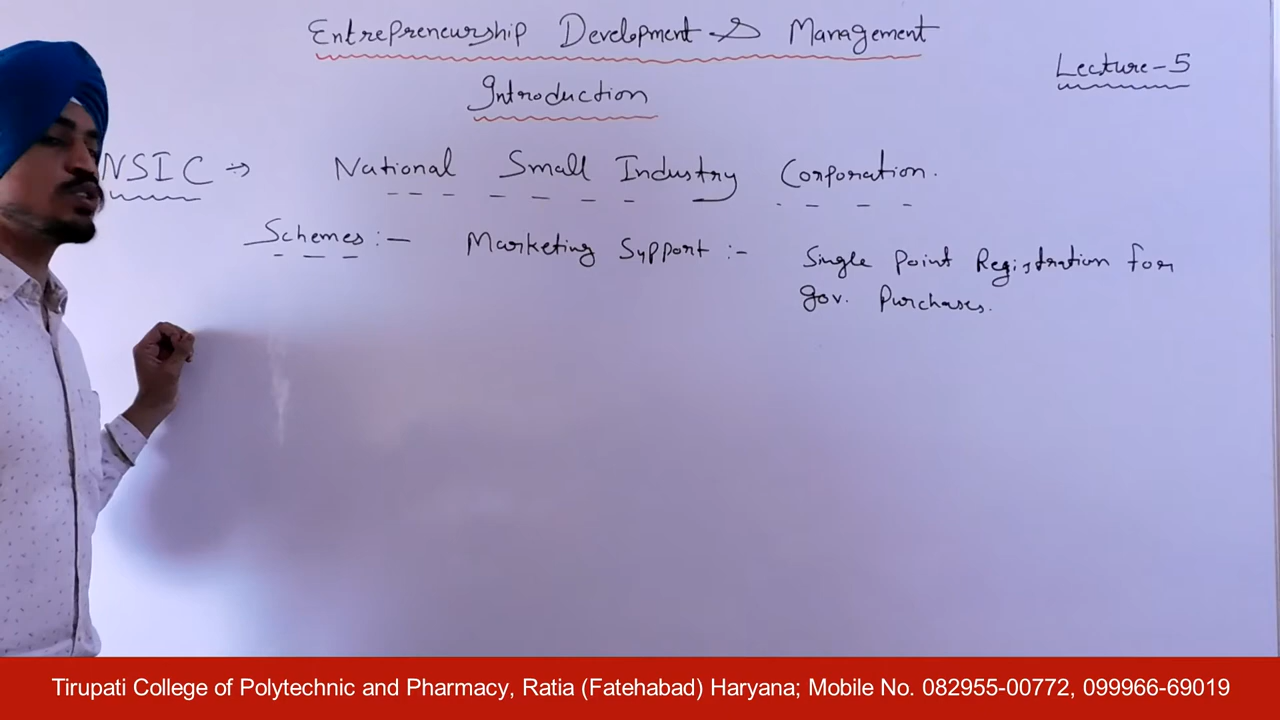 Entrepreneurship Development & Management
Lecture-5
Introduction
NSIC → National Small Industry Corporation.
Schemes :- Marketing Support :- Single Point Registration for
gov. Purchases.
Tirupati College of Polytechnic and Pharmacy, Ratia (Fatehabad) Haryana; Mobile No. 082955-00772, 099966-69019